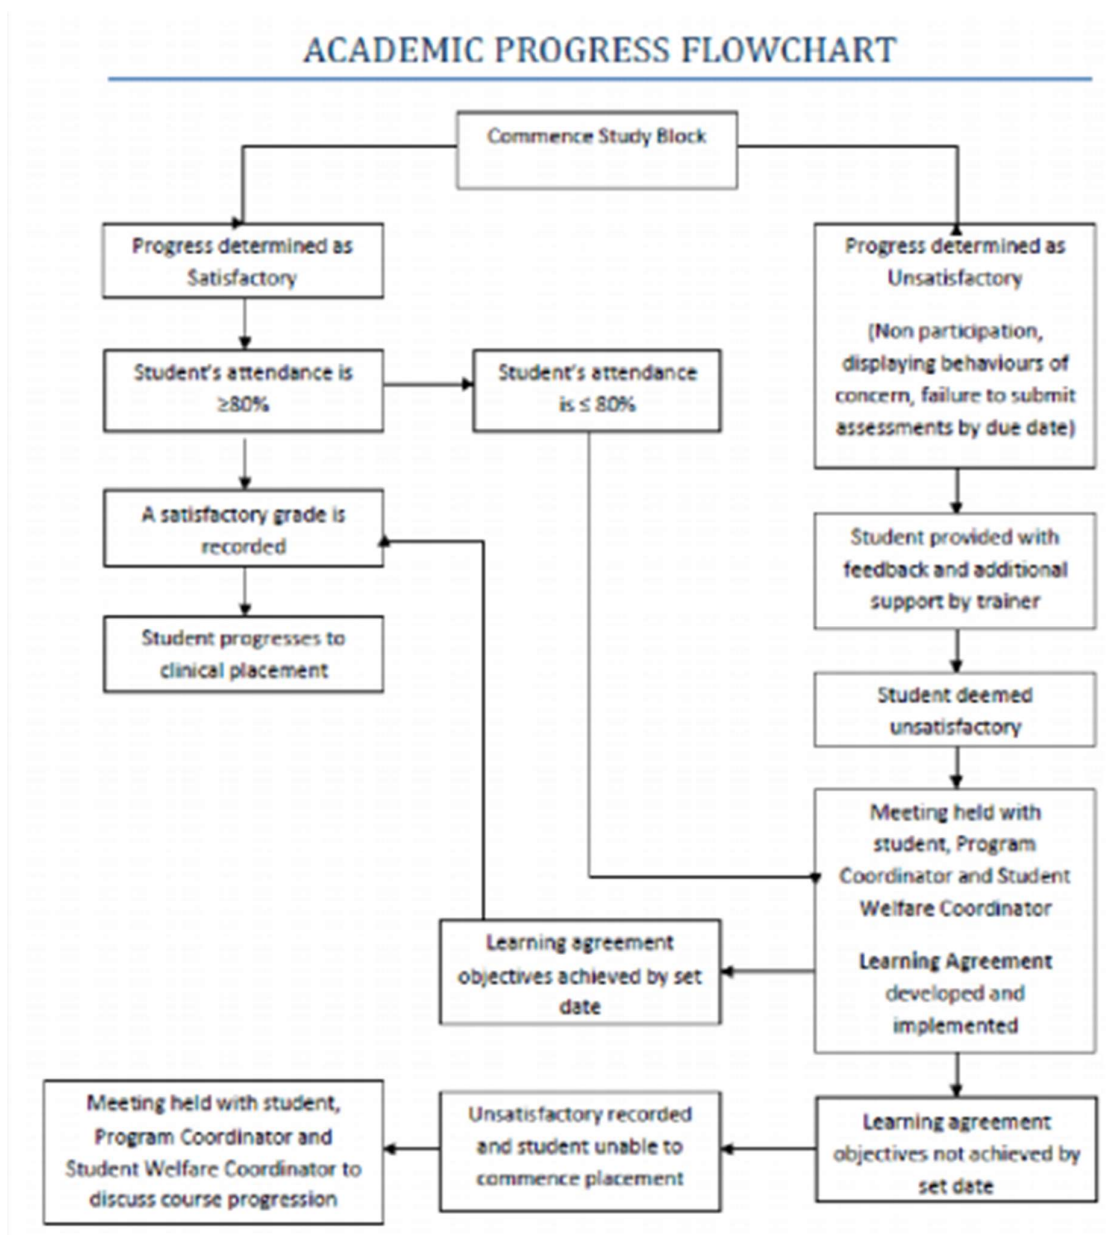 ACADEMIC PROGRESS FLOWCHART
Commence Study Block
Progress determined as
Satisfactory
Progress determined as
Unsatisfactory
(Non participation,
displaying behaviours of
concern, failure to submit
assessments by due date)
Student's attendance is
≥80%
Student's attendance
is ≤ 80%
A satisfactory grade is
recorded
Student provided with
feedback and additional
support by trainer
Student progresses to
clinical placement
Student deemed
unsatisfactory
Meeting held with
student, Program
Coordinator and Student
Welfare Coordinator
Learning Agreement
developed and
implemented
Learning agreement
objectives achieved by set
date
Learning agreement
objectives not achieved by
set date
Unsatisfactory recorded
and student unable to
commence placement
Meeting held with student,
Program Coordinator and
Student Welfare Coordinator to
discuss course progression